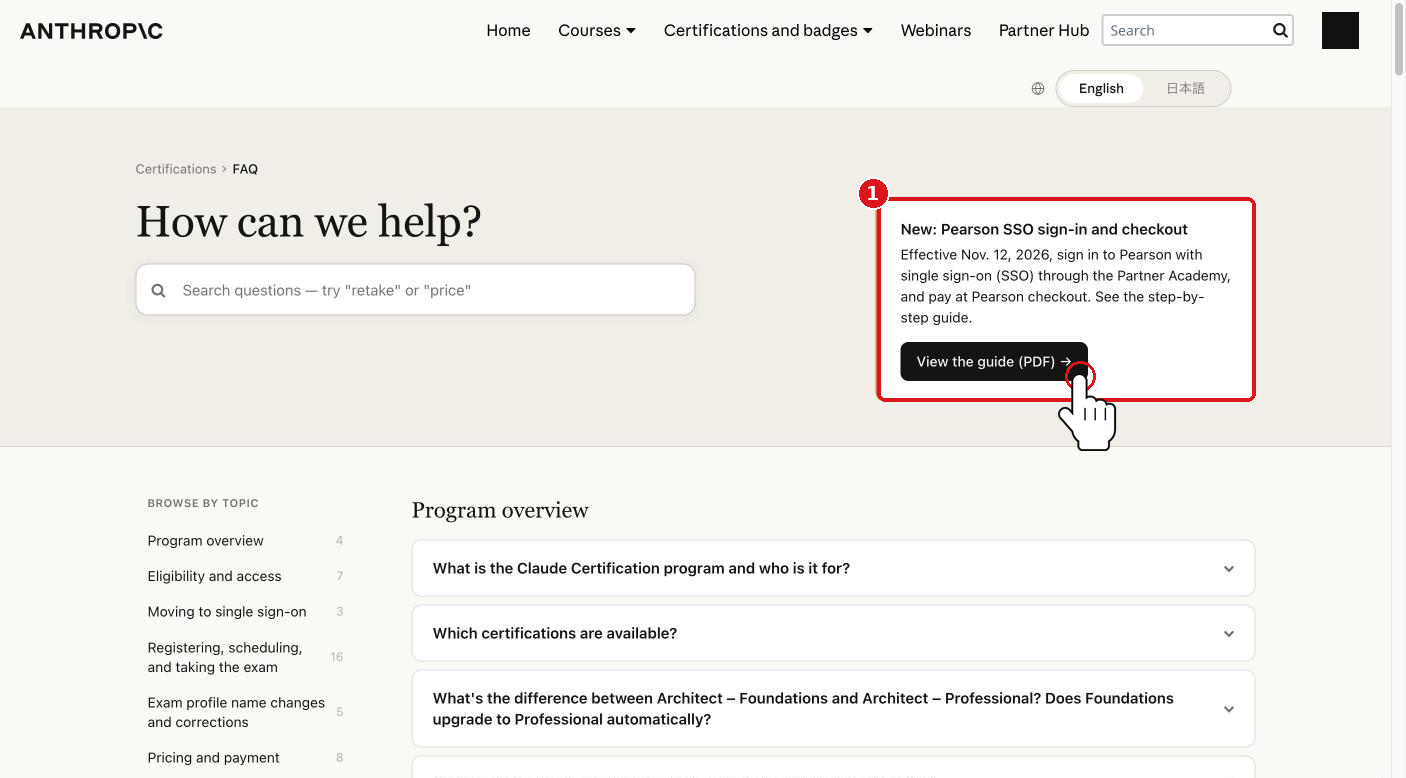 ANTHROP\C
Home
Courses
Certifications and badges
Webinars
Partner Hub
Search
English
日本語
Certifications › FAQ
How can we help?
Search questions — try "retake" or "price"
1
New: Pearson SSO sign-in and checkout
Effective Nov. 12, 2026, sign in to Pearson with
single sign-on (SSO) through the Partner Academy,
and pay at Pearson checkout. See the step-by-
step guide.
View the guide (PDF) →
BROWSE BY TOPIC
Program overview 4
Eligibility and access 7
Moving to single sign-on 3
Registering, scheduling,
and taking the exam 16
Exam profile name changes
and corrections 5
Pricing and payment 8
Program overview
What is the Claude Certification program and who is it for?
Which certifications are available?
What's the difference between Architect – Foundations and Architect – Professional? Does Foundations
upgrade to Professional automatically?